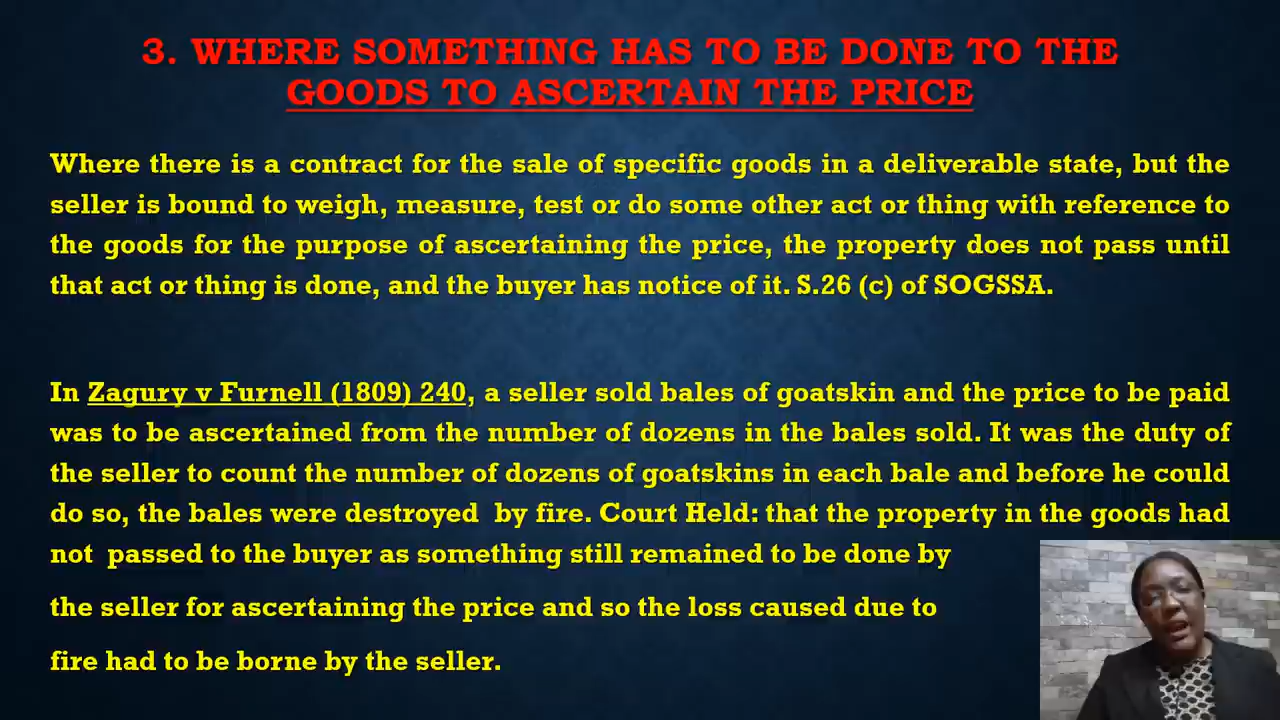 3. WHERE SOMETHING HAS TO BE DONE TO THE
GOODS TO ASCERTAIN THE PRICE
Where there is a contract for the sale of specific goods in a deliverable state, but the
seller is bound to weigh, measure, test or do some other act or thing with reference to
the goods for the purpose of ascertaining the price, the property does not pass until
that act or thing is done, and the buyer has notice of it. S.26 (c) of SOGSSA.
In Zagury v Furnell (1809) 240, a seller sold bales of goatskin and the price to be paid
was to be ascertained from the number of dozens in the bales sold. It was the duty of
the seller to count the number of dozens of goatskins in each bale and before he could
do so, the bales were destroyed by fire. Court Held: that the property in the goods had
not passed to the buyer as something still remained to be done by
the seller for ascertaining the price and so the loss caused due to
fire had to be borne by the seller.